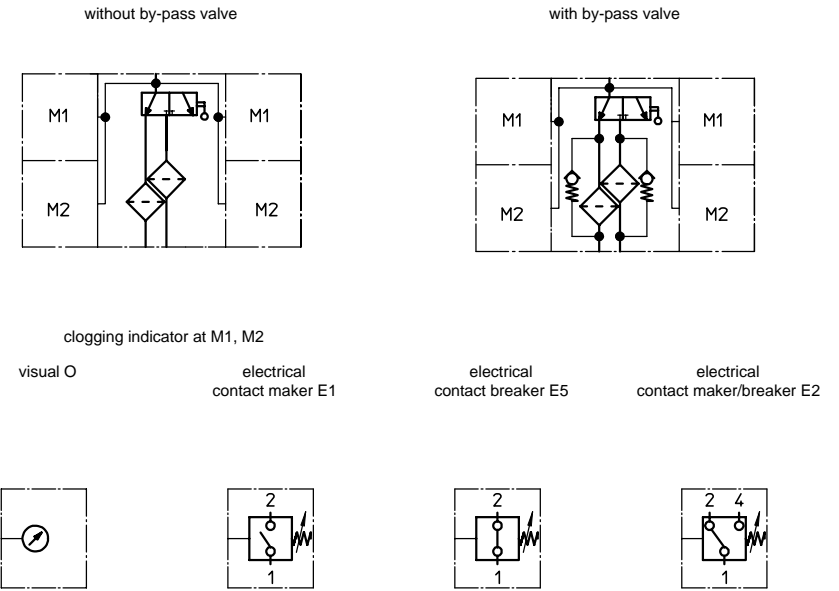 without by-pass valve
with by-pass valve
M1
M1
M2
M2
M1
M1
M2
M2
clogging indicator at M1, M2
visual O
electrical
contact maker E1
electrical
contact breaker E5
electrical
contact maker/breaker E2
2
1
2
1
2 4
1